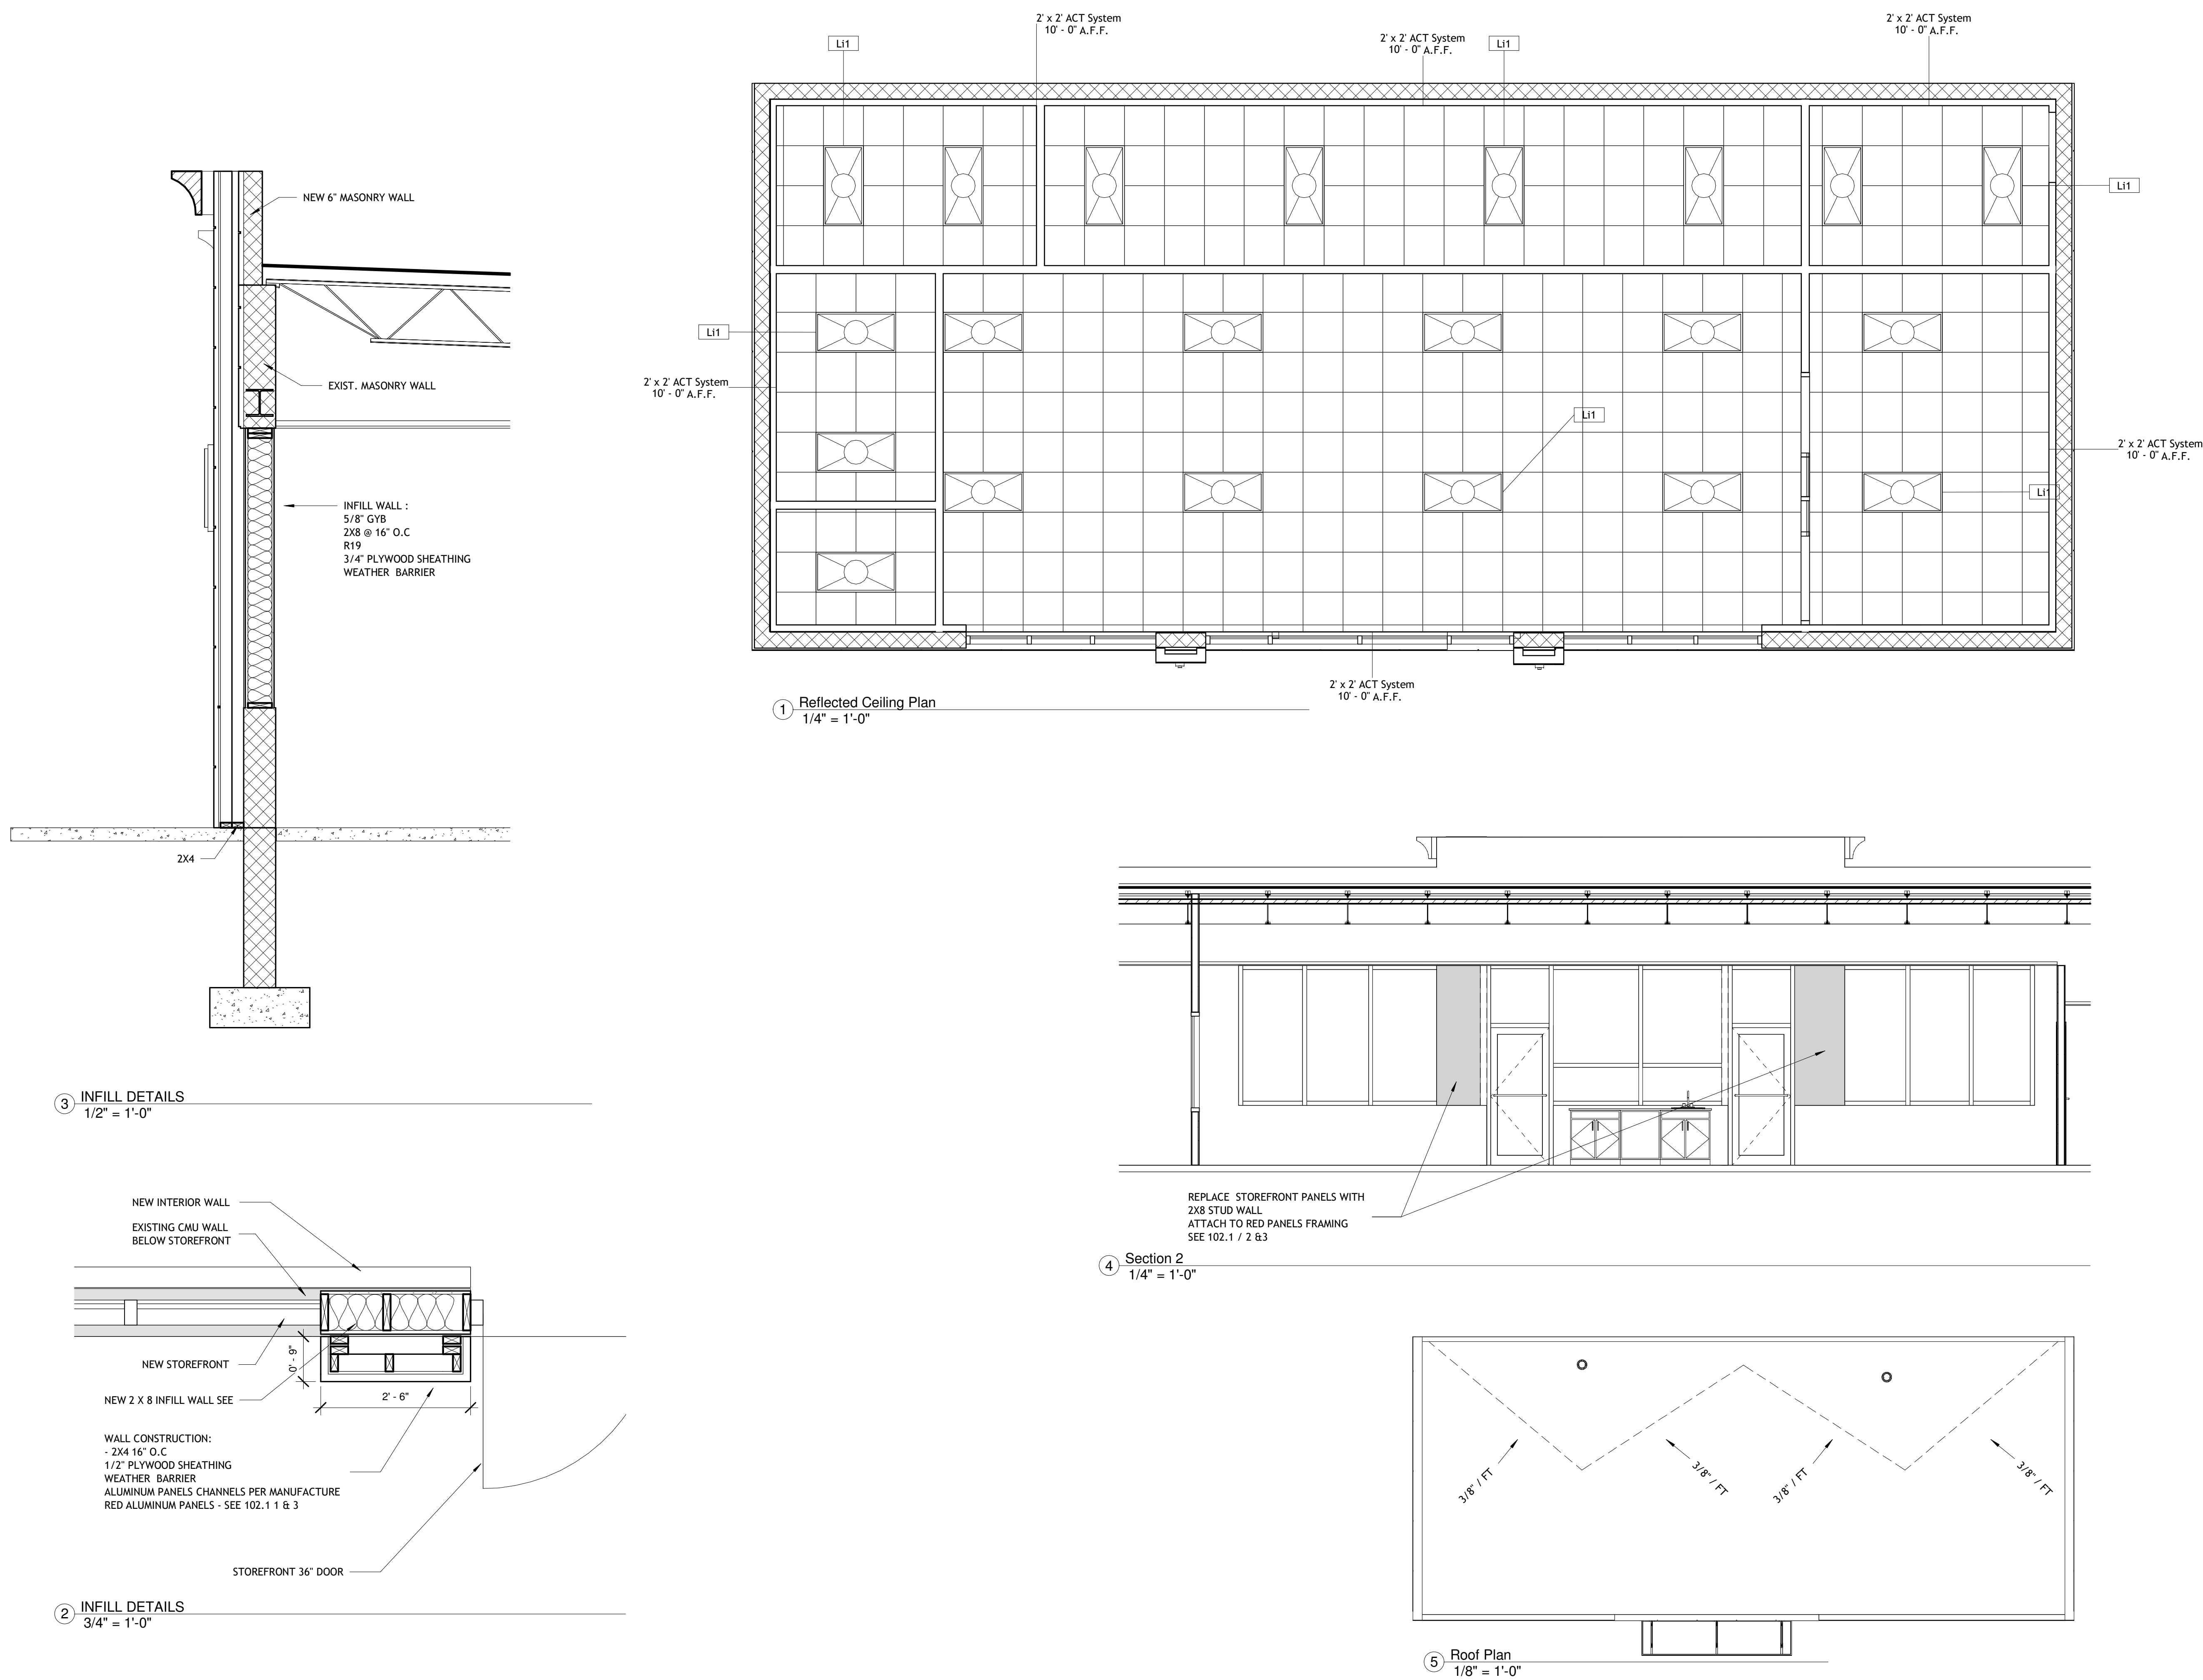 2' x 2' ACT System
10' - 0" A.F.F.
2' x 2' ACT System
10' - 0" A.F.F.
2' x 2' ACT System
10' - 0" A.F.F.
Li1
Li1
Li1
Li1
2' x 2' ACT System
10' - 0" A.F.F.
Li1
2' x 2' ACT System
10' - 0" A.F.F.
Li1
2' x 2' ACT System
10' - 0" A.F.F.
1 Reflected Ceiling Plan
1/4" = 1'-0"
NEW 6" MASONRY WALL
EXIST. MASONRY WALL
INFILL WALL :
5/8" GYB
2X8 @ 16" O.C
R19
3/4" PLYWOOD SHEATHING
WEATHER BARRIER
2X4
3 INFILL DETAILS
1/2" = 1'-0"
REPLACE STOREFRONT PANELS WITH
2X8 STUD WALL
ATTACH TO RED PANELS FRAMING
SEE 102.1 / 2 &3
4 Section 2
1/4" = 1'-0"
NEW INTERIOR WALL
EXISTING CMU WALL
BELOW STOREFRONT
NEW STOREFRONT
0' - 9"
2' - 6"
NEW 2 X 8 INFILL WALL SEE
WALL CONSTRUCTION:
- 2X4 16" O.C
1/2" PLYWOOD SHEATHING
WEATHER BARRIER
ALUMINUM PANELS CHANNELS PER MANUFACTURE
RED ALUMINUM PANELS - SEE 102.1 1 & 3
STOREFRONT 36" DOOR
2 INFILL DETAILS
3/4" = 1'-0"
3/8" / FT
3/8" / FT
3/8" / FT
3/8" / FT
5 Roof Plan
1/8" = 1'-0"